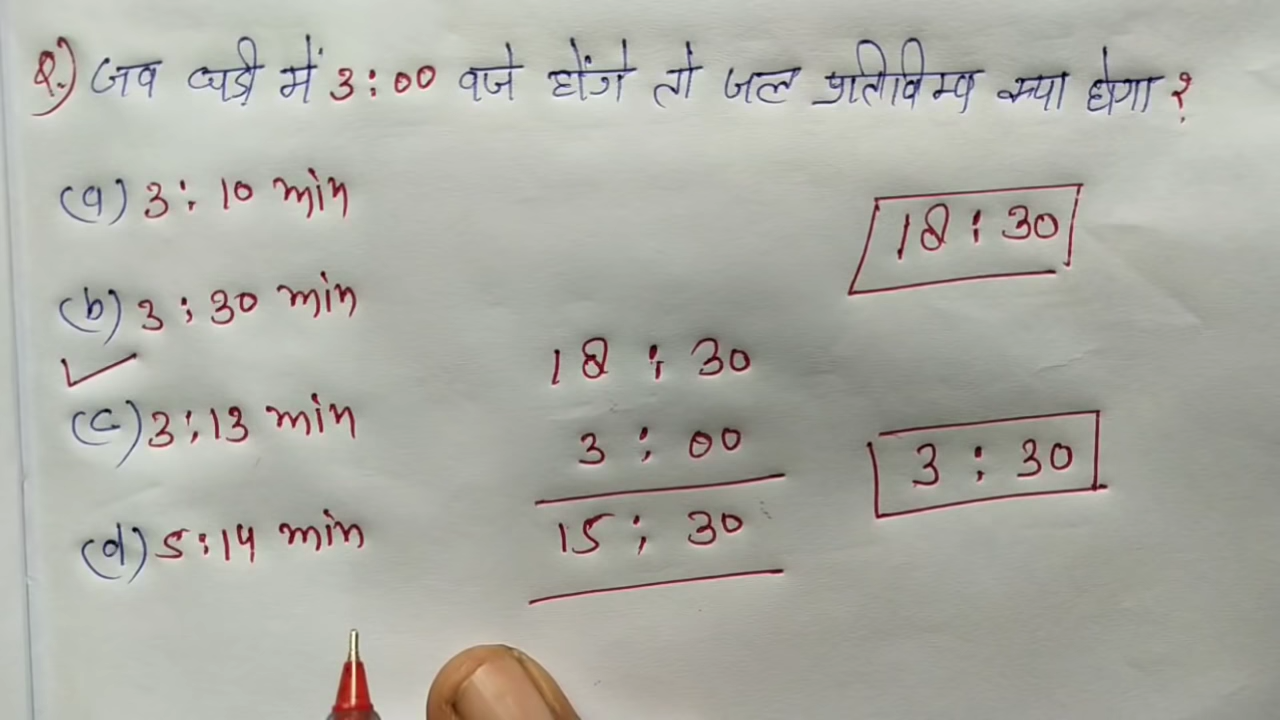 Q.) जब घड़ी में 3:00 बजे होंगे तो जल प्रतिबिम्ब क्या होगा ?
(a) 3: 10 min
(b) 3: 30 min
(c) 3:13 min
(d) 5:14 min
18 : 30
3 : 00
15 : 30
18 : 30
3 : 30